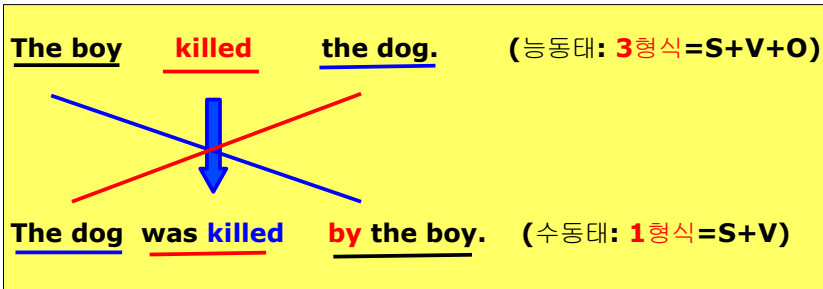 The boy killed the dog. (능동태: 3형식=S+V+O)
The dog was killed by the boy. (수동태: 1형식=S+V)